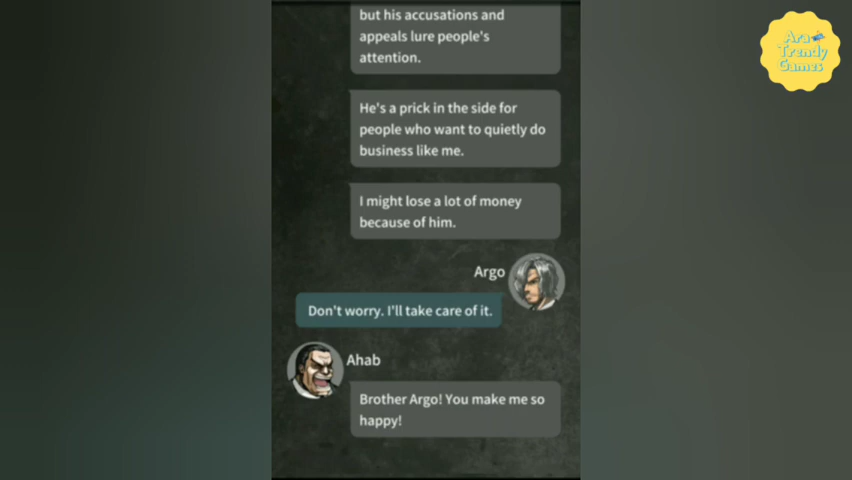 but his accusations and
appeals lure people's
attention.
He's a prick in the side for
people who want to quietly do
business like me.
I might lose a lot of money
because of him.
Argo
Don't worry. I'll take care of it.
Ahab
Brother Argo! You make me so
happy!
Ara
Trendy
Games